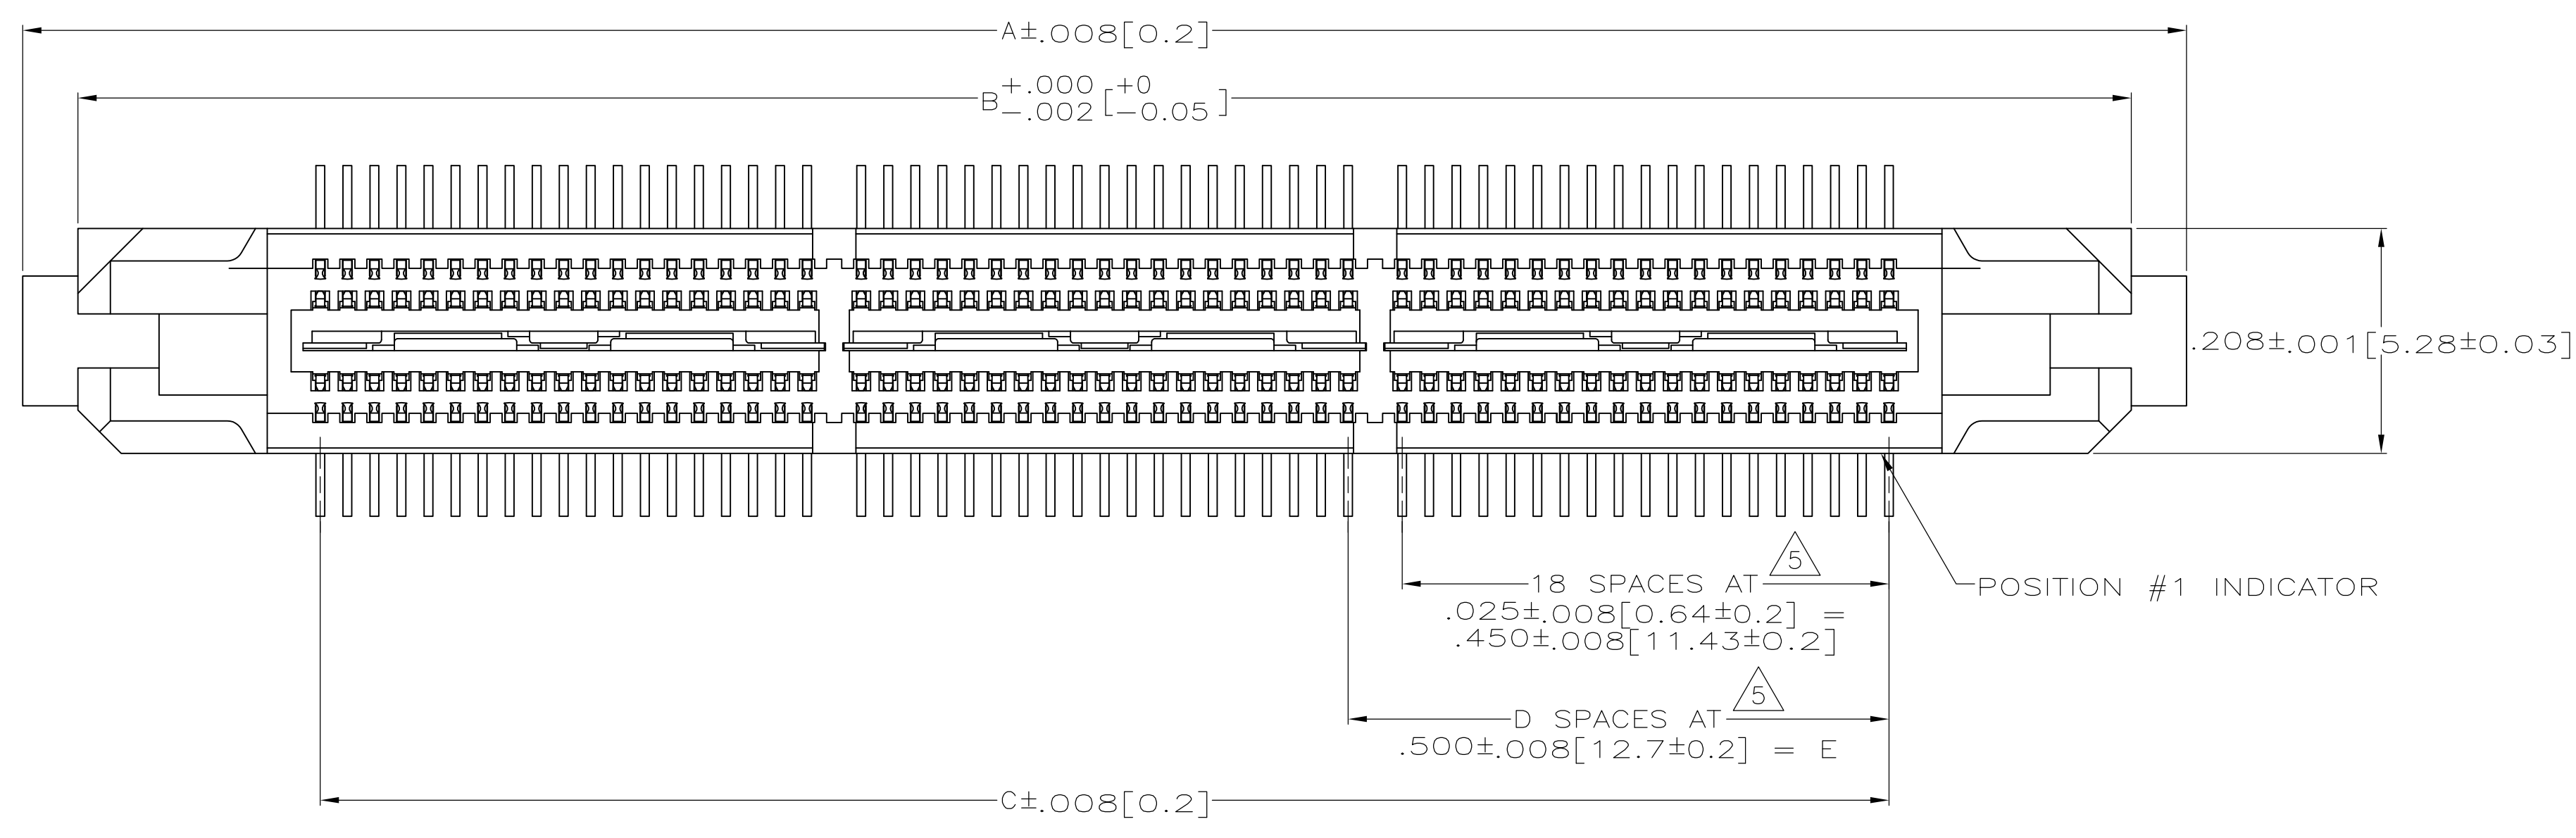 A±.008[0.2]
B +.000 -.002 [ +0 -0.05 ]
.208±.001[5.28±0.03]
5
18 SPACES AT
.025±.008[0.64±0.2] =
.450±.008[11.43±0.2]
POSITION #1 INDICATOR
5
D SPACES AT
.500±.008[12.7±0.2] = E
C±.008[0.2]